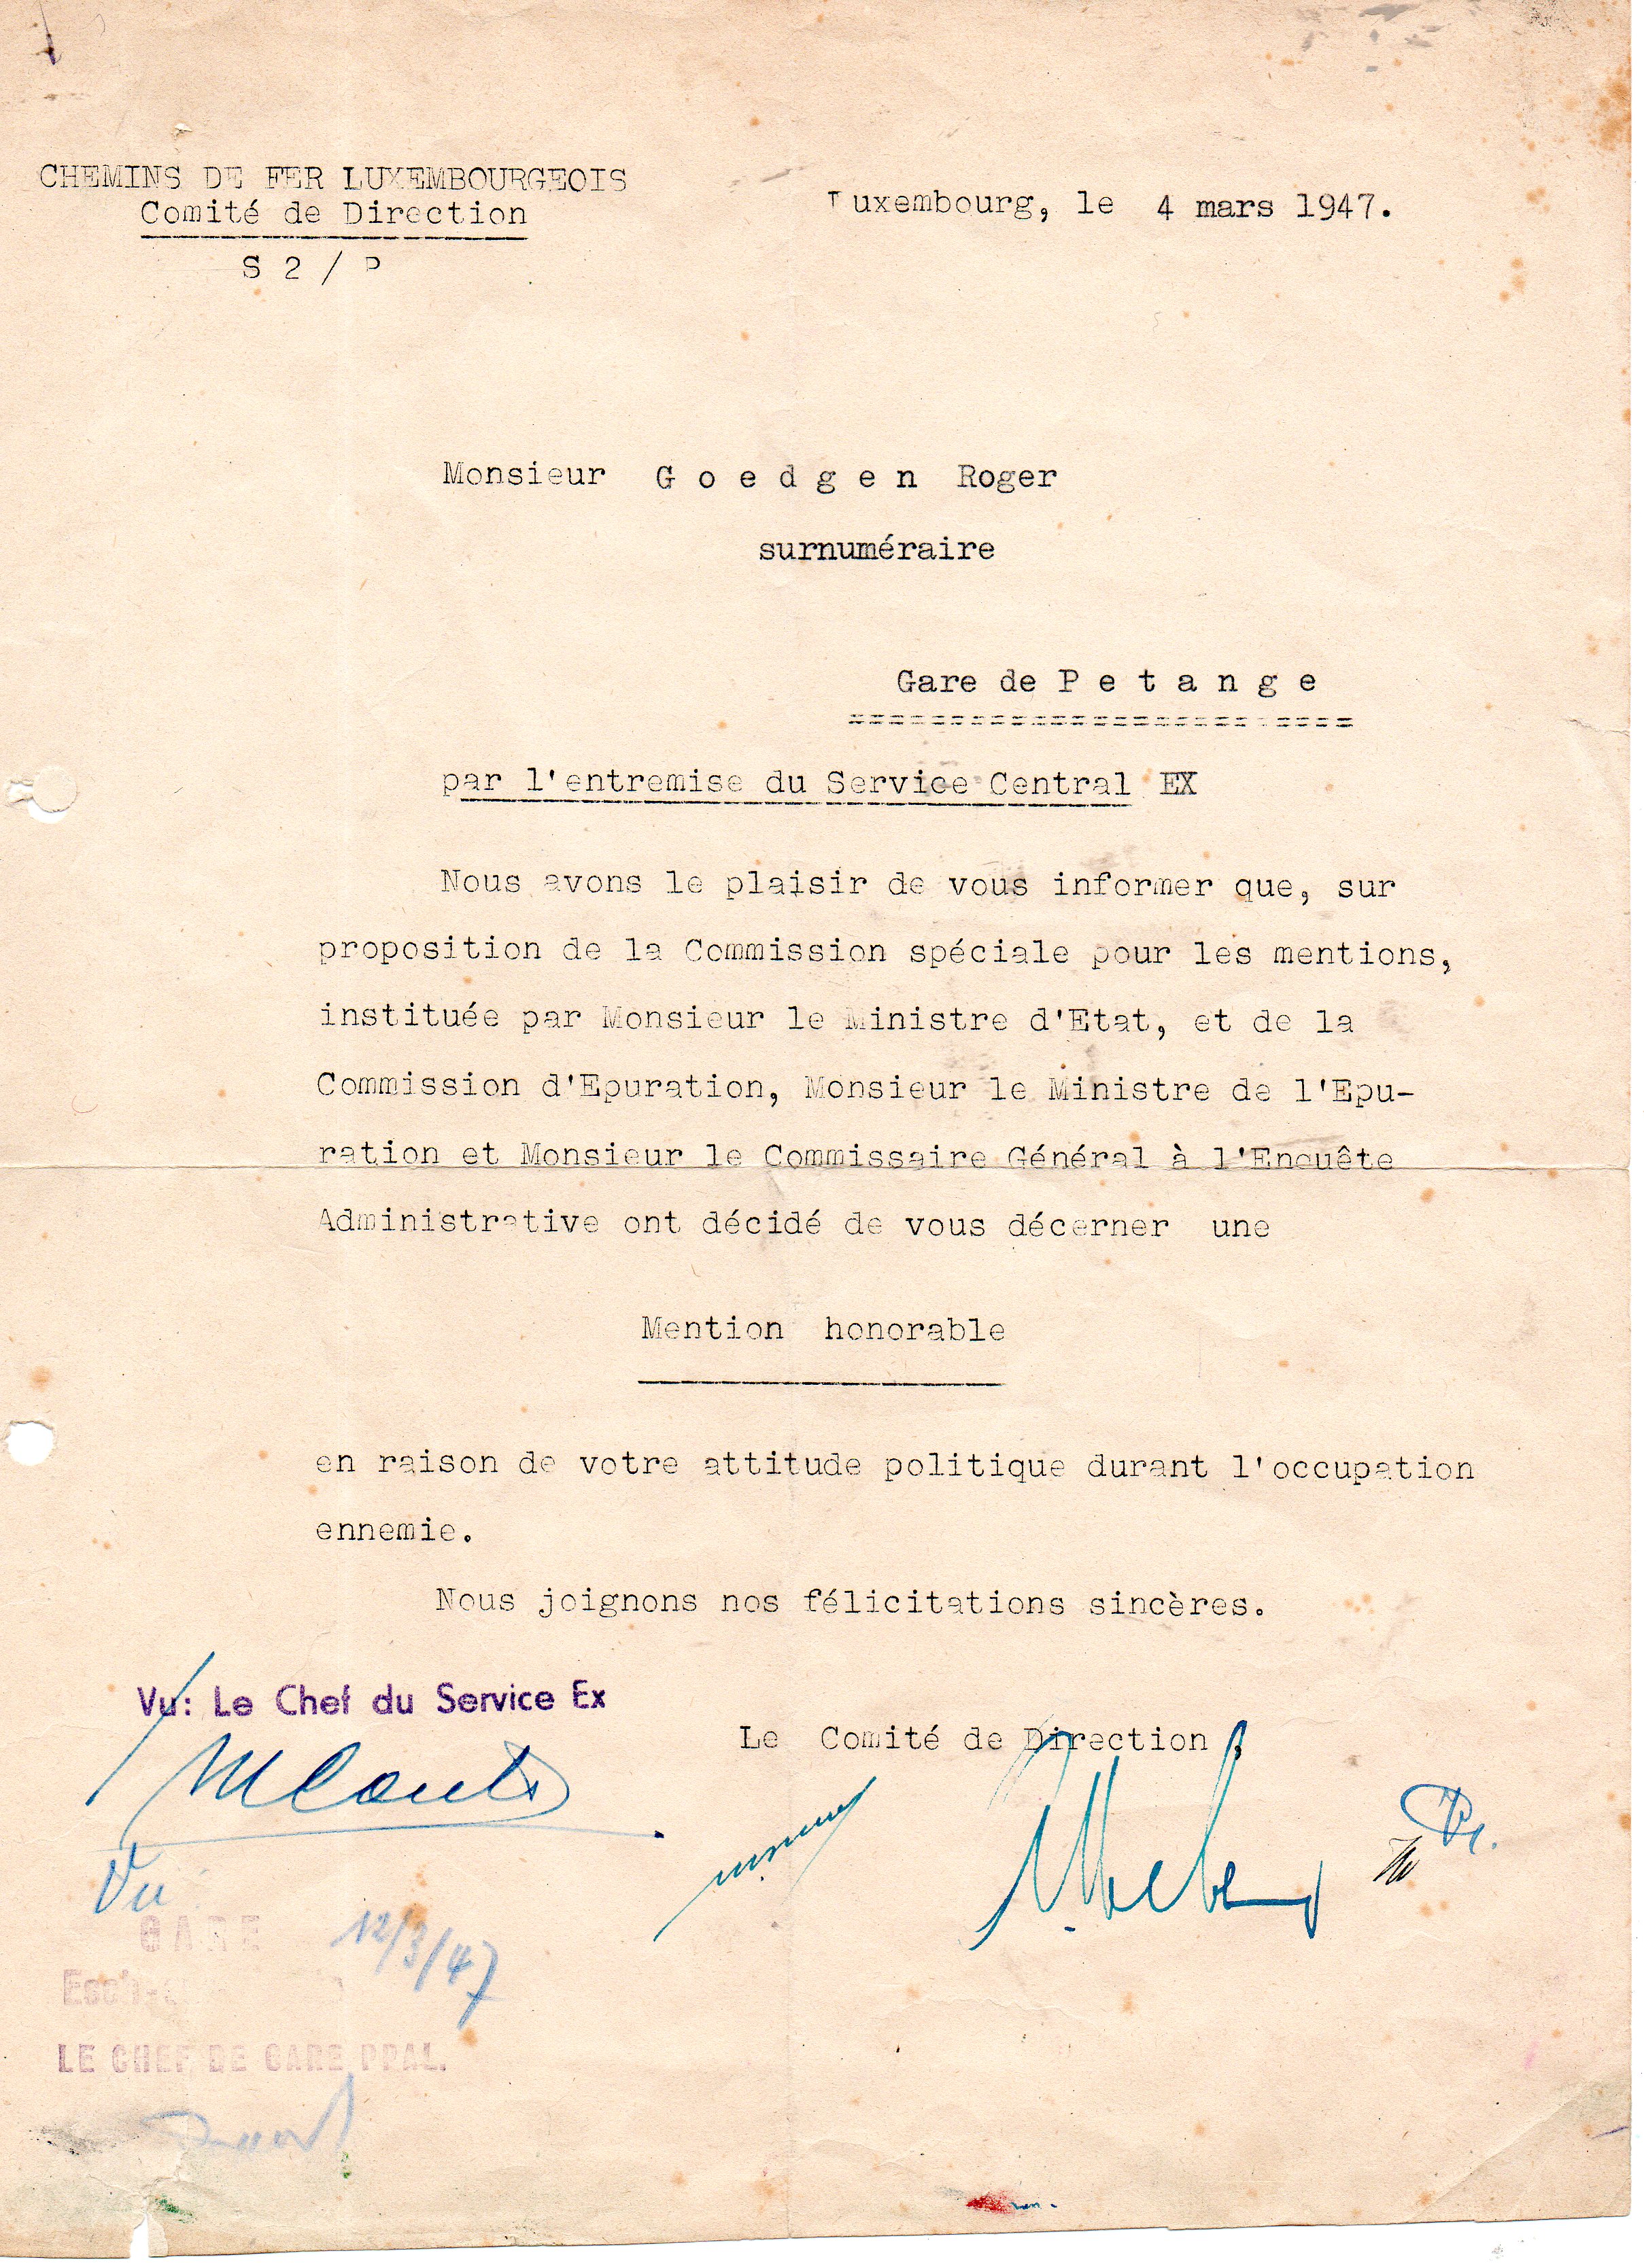 CHEMINS DE FER LUXEMBOURGEOIS
Comité de Direction
S 2 / P
Luxembourg, le 4 mars 1947.
Monsieur G o e d g e n Roger
surnuméraire
Gare de P e t a n g e
par l'entremise du Service Central EX
Nous avons le plaisir de vous informer que, sur
proposition de la Commission spéciale pour les mentions,
instituée par Monsieur le Ministre d'Etat, et de la
Commission d'Epuration, Monsieur le Ministre de l'Epu-
ration et Monsieur le Commissaire Général à l'Enquête
Administrative ont décidé de vous décerner une
Mention honorable
en raison de votre attitude politique durant l'occupation
ennemie.
Nous joignons nos félicitations sincères.
Vu: Le Chef du Service Ex
Le Comité de Direction,
Vu
GARE
12/3/47
LE CHEF DE GARE PPAL.